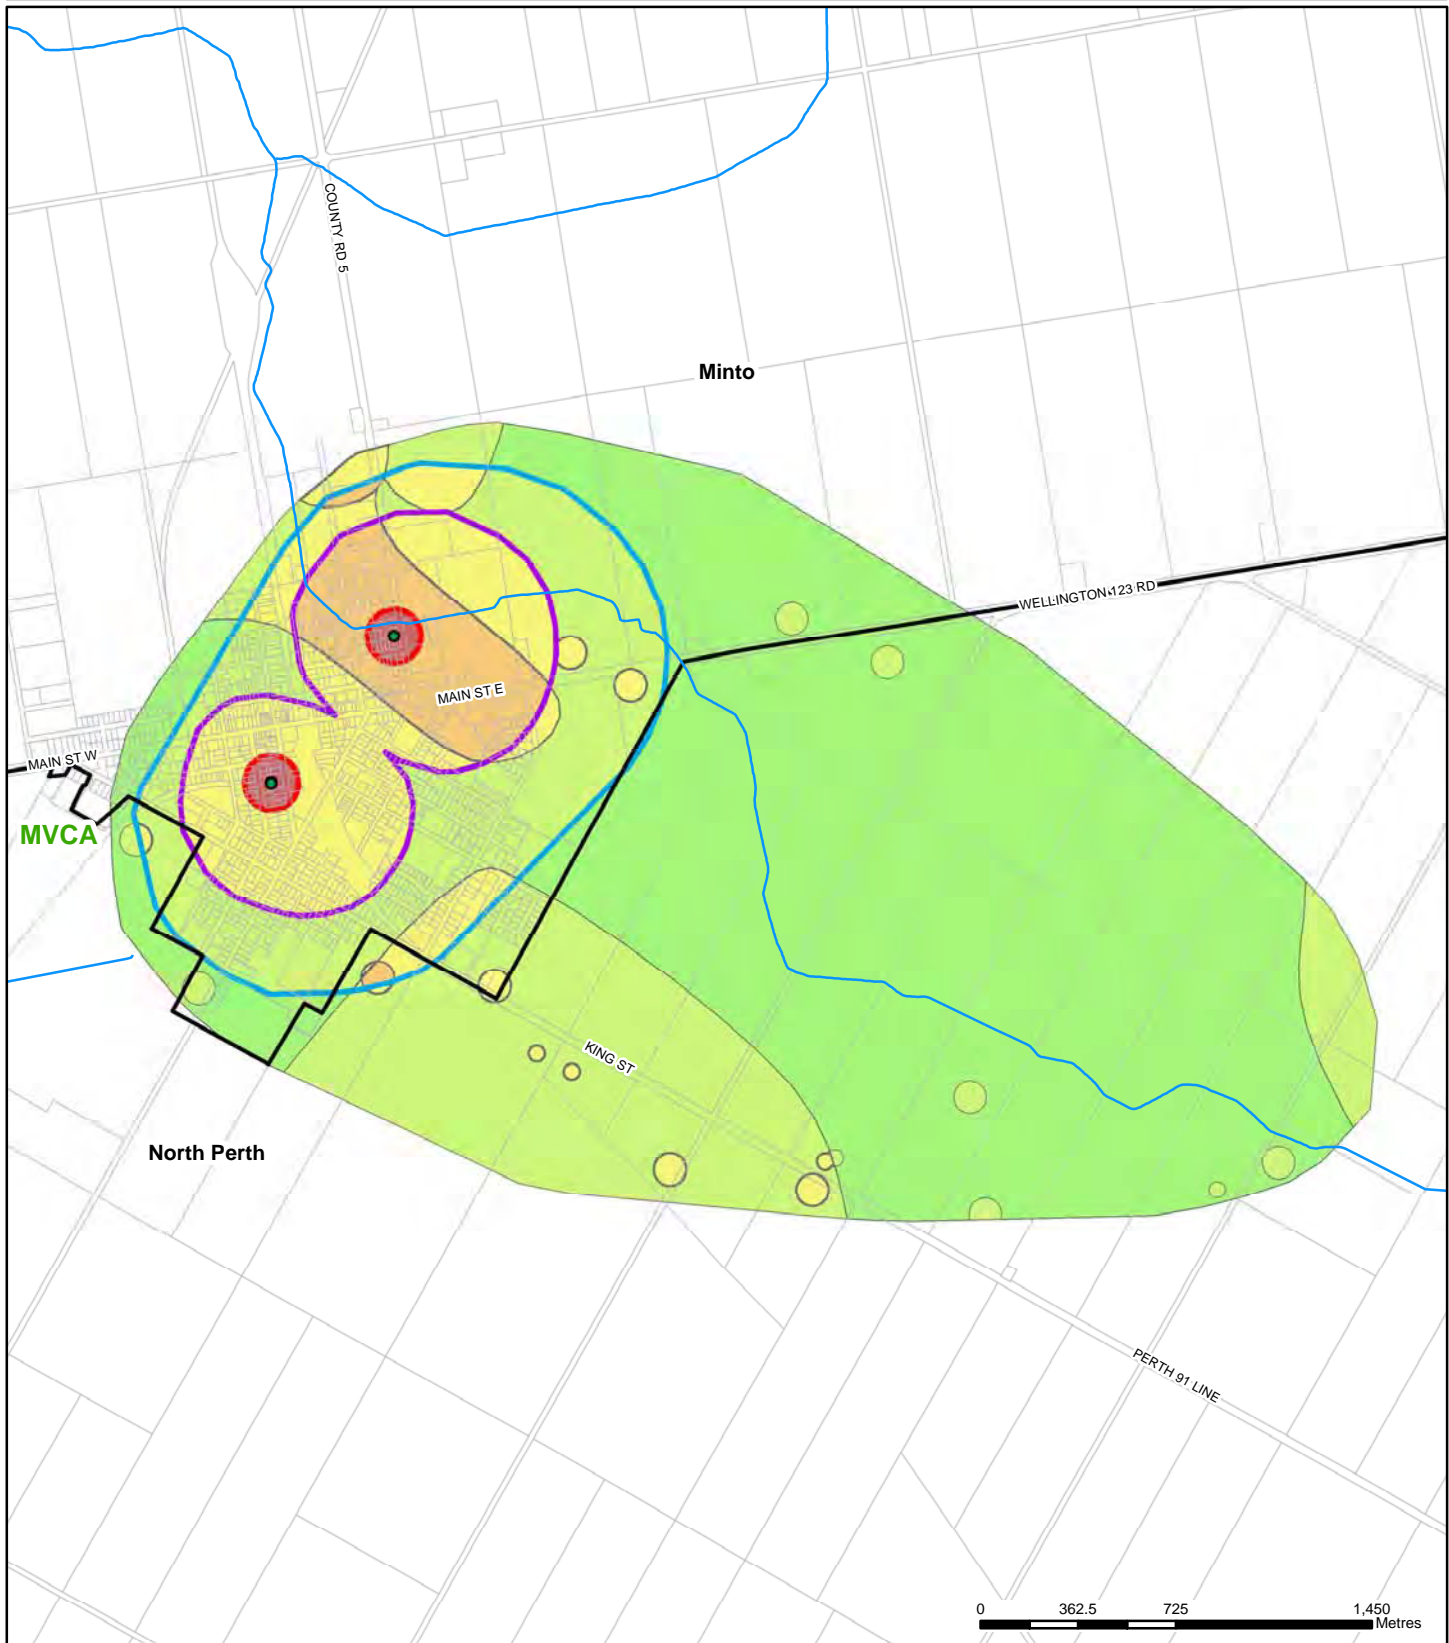 COUNTY RD 5
Minto
WELLINGTON 123 RD
MAIN ST E
MAIN ST W
MVCA
KING ST
North Perth
PERTH 91 LINE
0 362.5 725 1,450
Metres